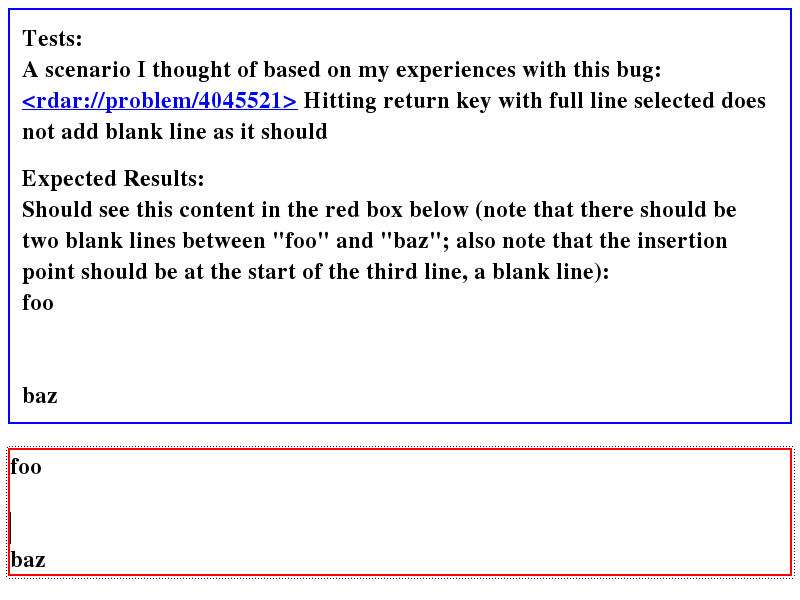 Tests:
A scenario I thought of based on my experiences with this bug:
<rdar://problem/4045521> Hitting return key with full line selected does
not add blank line as it should
Expected Results:
Should see this content in the red box below (note that there should be
two blank lines between "foo" and "baz"; also note that the insertion
point should be at the start of the third line, a blank line):
foo
baz
foo
baz